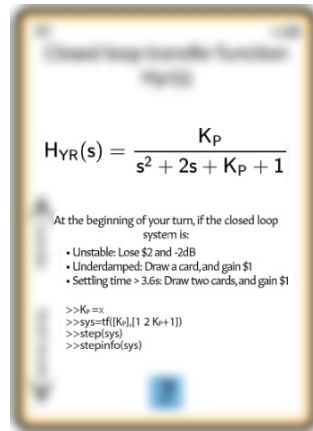 H_YR(s) = K_P / (s² + 2s + K_P + 1)
At the beginning of your turn, if the closed loop
system is:
• Unstable: Lose $2 and -2dB
• Underdamped: Draw a card, and gain $1
• Settling time > 3.6s: Draw two cards, and gain $1
>>K_P =x
>>sys=tf([K_P],[1 2 K_P+1])
>>step(sys)
>>stepinfo(sys)